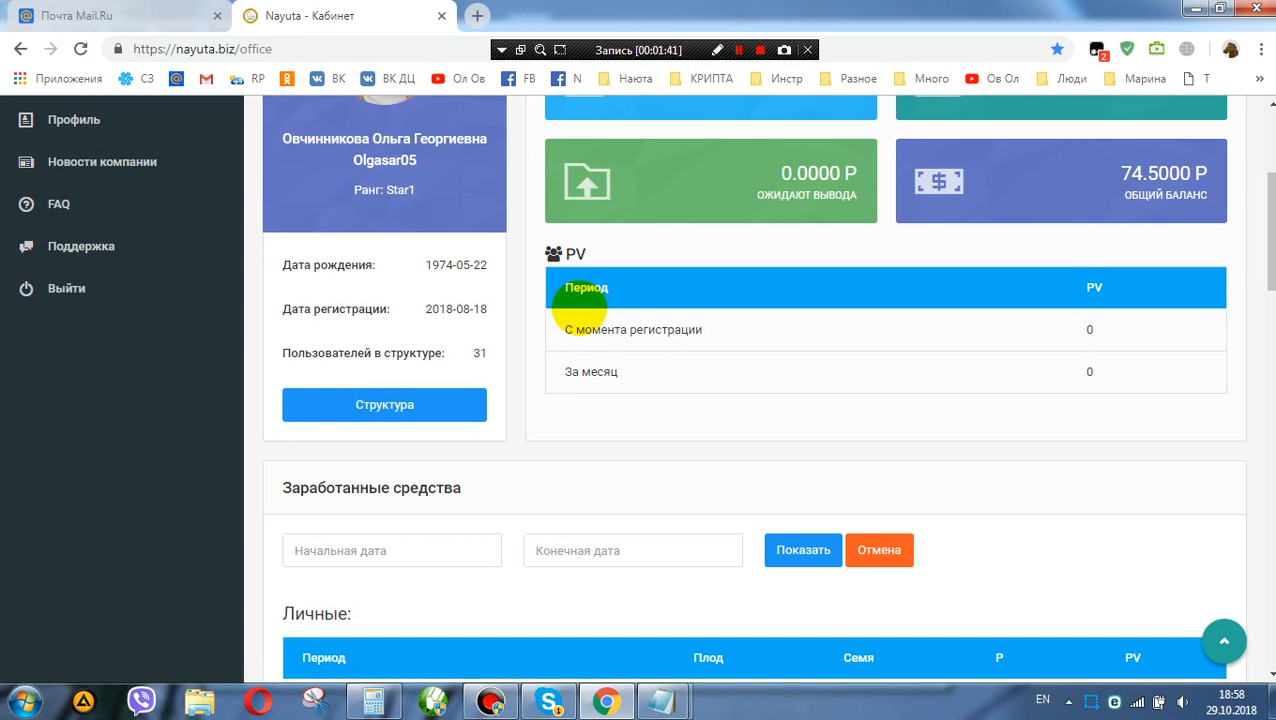 Почта Mail.Ru
Nayuta - Кабинет
https://nayuta.biz/office
Запись [00:01:41]
2
Приложения
СЗ
RP
ВК
ВК ДЦ
Ол Ов
FB
N
Наюта
КРИПТА
Инстр
Разное
Много
Ов Ол
Люди
Марина
Т
»
Профиль
Новости компании
FAQ
Поддержка
Выйти
Овчинникова Ольга Георгиевна
Olgasar05
Ранг: Star1
Дата рождения: 1974-05-22
Дата регистрации: 2018-08-18
Пользователей в структуре: 31
Структура
0.0000 Р
ОЖИДАЮТ ВЫВОДА
74.5000 Р
ОБЩИЙ БАЛАНС
PV
Период PV
С момента регистрации 0
За месяц 0
Заработанные средства
Начальная дата
Конечная дата
Показать
Отмена
Личные:
Период Плод Семя Р PV
EN
18:58
29.10.2018